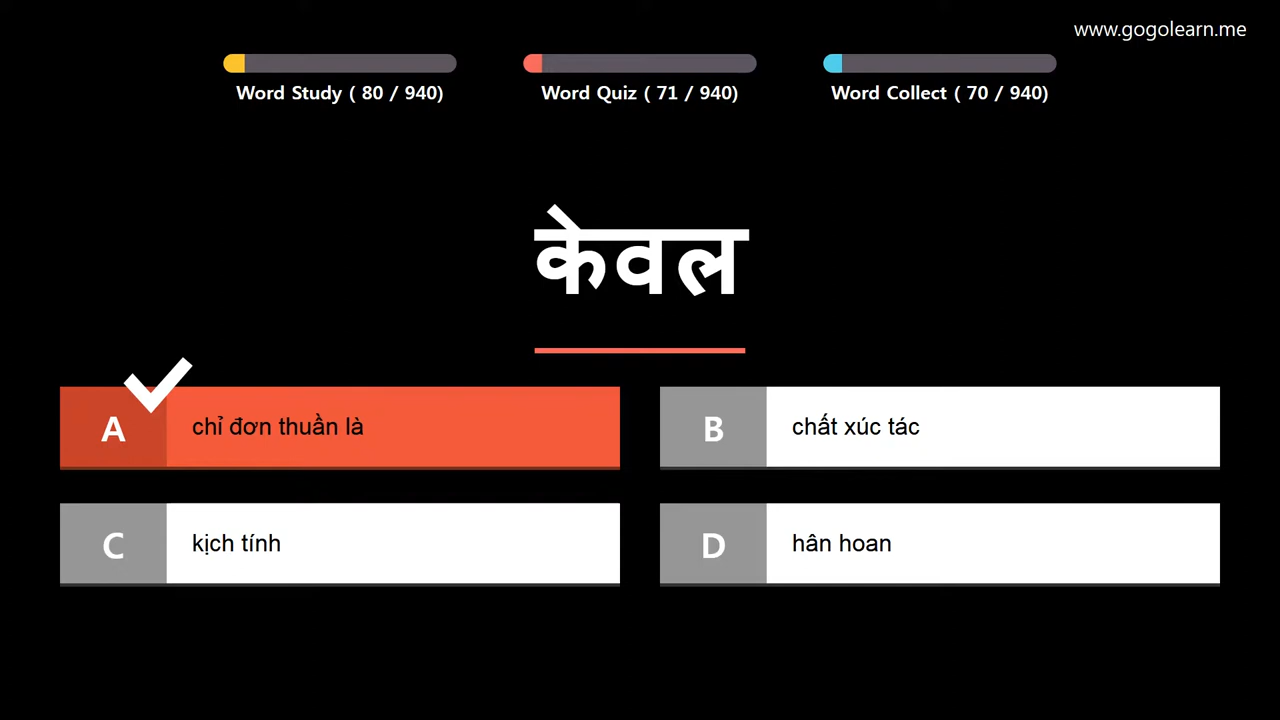 www.gogolearn.me
Word Study ( 80 / 940)
Word Quiz ( 71 / 940)
Word Collect ( 70 / 940)
केवल
A chỉ đơn thuần là
B chất xúc tác
C kịch tính
D hân hoan